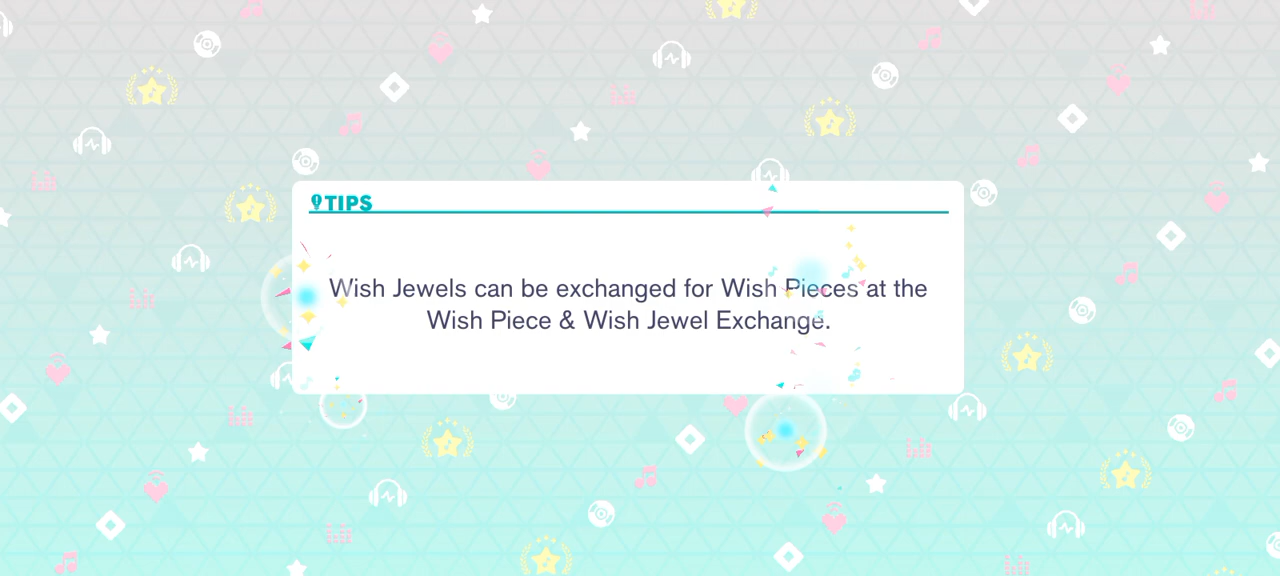 TIPS
Wish Jewels can be exchanged for Wish Pieces at the
Wish Piece & Wish Jewel Exchange.